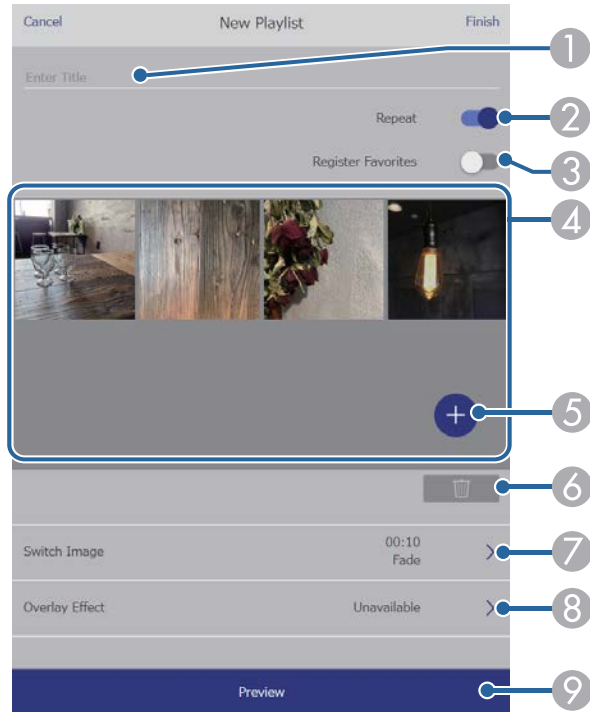 Cancel New Playlist Finish
1
Enter Title
Repeat
2
Register Favorites
3
4
+
5
6
Switch Image
00:10
Fade
7
Overlay Effect Unavailable
8
Preview
9